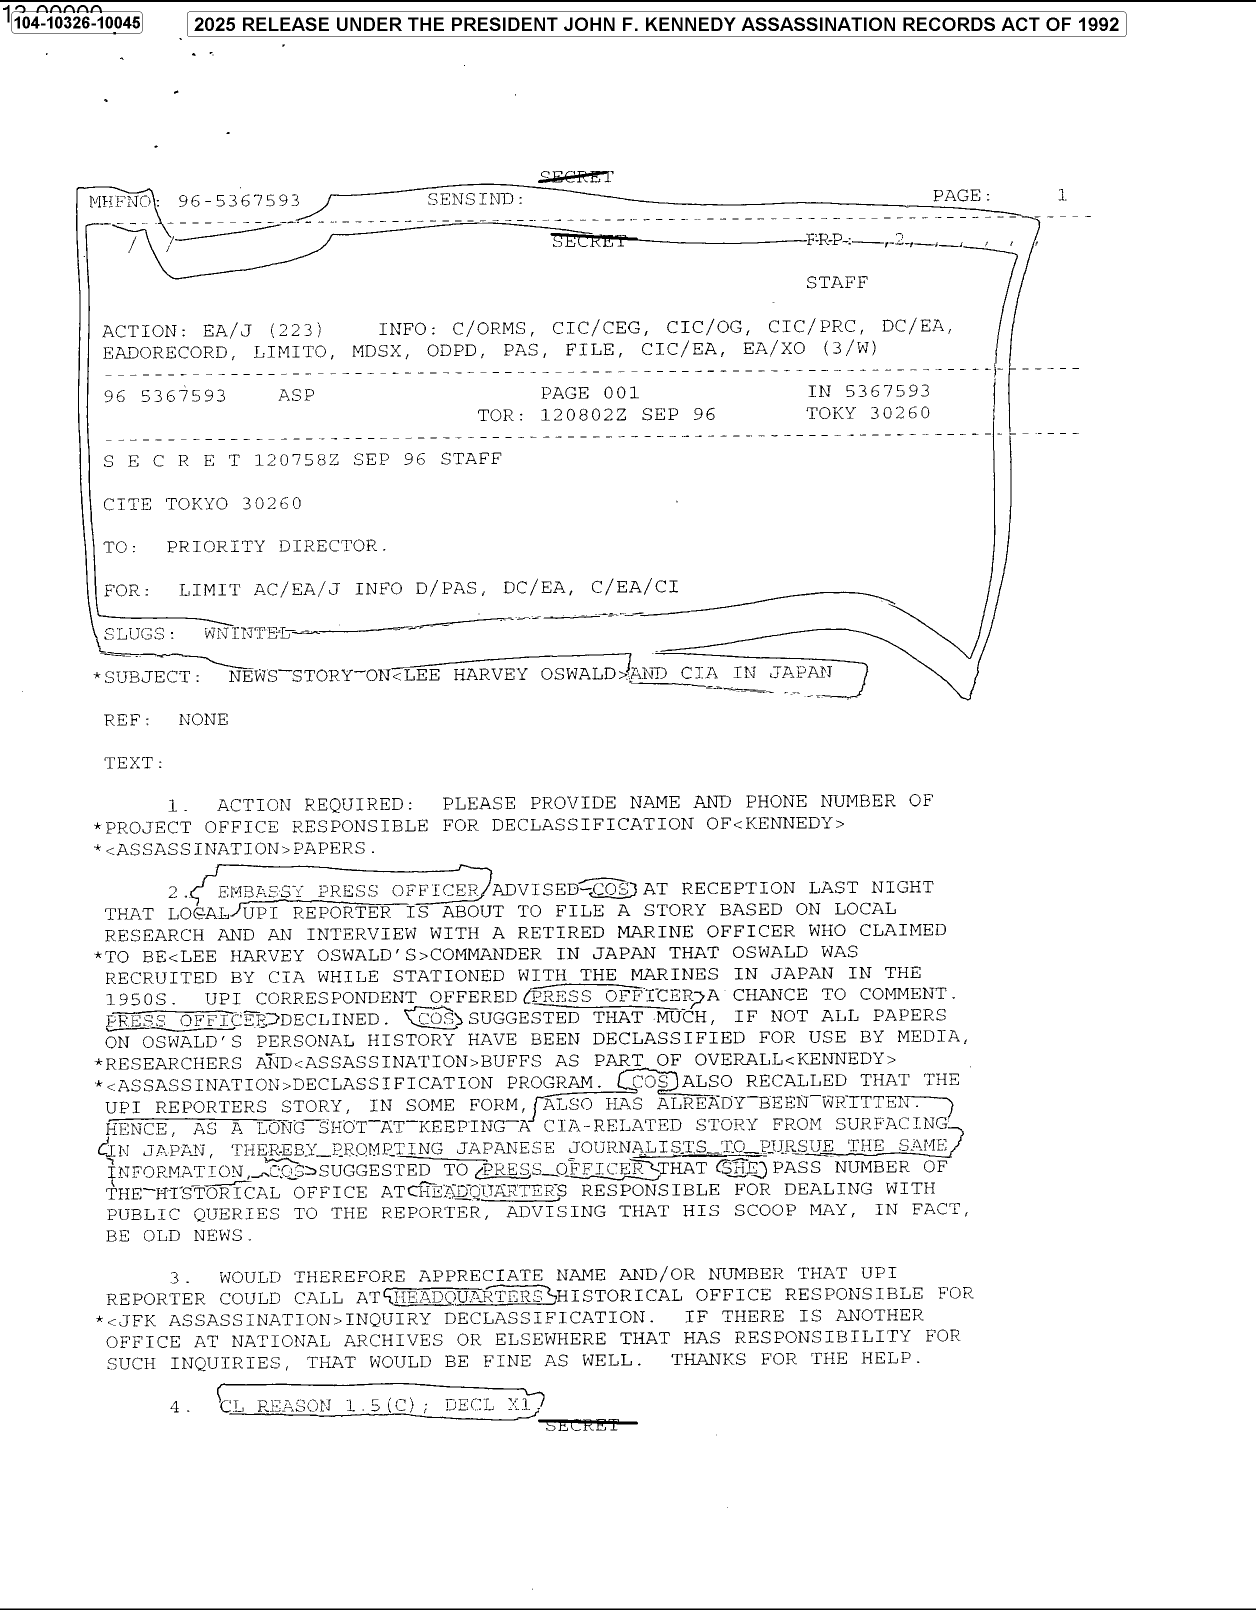 13-00000
104-10326-10045
2025 RELEASE UNDER THE PRESIDENT JOHN F. KENNEDY ASSASSINATION RECORDS ACT OF 1992
SECRET
MHFNO: 96-5367593 SENSIND: PAGE: 1
/ /
SECRET FRP: ,2, , , , , ,
STAFF
ACTION: EA/J (223) INFO: C/ORMS, CIC/CEG, CIC/OG, CIC/PRC, DC/EA,
EADORECORD, LIMITO, MDSX, ODPD, PAS, FILE, CIC/EA, EA/XO (3/W)
96 5367593 ASP PAGE 001 IN 5367593
TOR: 120802Z SEP 96 TOKY 30260
S E C R E T 120758Z SEP 96 STAFF
CITE TOKYO 30260
TO: PRIORITY DIRECTOR.
FOR: LIMIT AC/EA/J INFO D/PAS, DC/EA, C/EA/CI
SLUGS: WNINTEL
*SUBJECT: NEWS STORY ON<LEE HARVEY OSWALD>AND CIA IN JAPAN
REF: NONE
TEXT:
1. ACTION REQUIRED: PLEASE PROVIDE NAME AND PHONE NUMBER OF
*PROJECT OFFICE RESPONSIBLE FOR DECLASSIFICATION OF<KENNEDY>
*<ASSASSINATION>PAPERS.
2. EMBASSY PRESS OFFICER ADVISED COS AT RECEPTION LAST NIGHT
THAT LOCAL UPI REPORTER IS ABOUT TO FILE A STORY BASED ON LOCAL
RESEARCH AND AN INTERVIEW WITH A RETIRED MARINE OFFICER WHO CLAIMED
*TO BE<LEE HARVEY OSWALD'S>COMMANDER IN JAPAN THAT OSWALD WAS
RECRUITED BY CIA WHILE STATIONED WITH THE MARINES IN JAPAN IN THE
1950S. UPI CORRESPONDENT OFFERED PRESS OFFICER A CHANCE TO COMMENT.
PRESS OFFICER DECLINED. COS SUGGESTED THAT MUCH, IF NOT ALL PAPERS
ON OSWALD'S PERSONAL HISTORY HAVE BEEN DECLASSIFIED FOR USE BY MEDIA,
*RESEARCHERS AND<ASSASSINATION>BUFFS AS PART OF OVERALL<KENNEDY>
*<ASSASSINATION>DECLASSIFICATION PROGRAM. COS ALSO RECALLED THAT THE
UPI REPORTERS STORY, IN SOME FORM, ALSO HAS ALREADY BEEN WRITTEN.
HENCE, AS A LONG SHOT AT KEEPING A CIA-RELATED STORY FROM SURFACING
IN JAPAN, THEREBY PROMPTING JAPANESE JOURNALISTS TO PURSUE THE SAME
INFORMATION, COS SUGGESTED TO PRESS OFFICER THAT SHE PASS NUMBER OF
THE HISTORICAL OFFICE AT HEADQUARTERS RESPONSIBLE FOR DEALING WITH
PUBLIC QUERIES TO THE REPORTER, ADVISING THAT HIS SCOOP MAY, IN FACT,
BE OLD NEWS.
3. WOULD THEREFORE APPRECIATE NAME AND/OR NUMBER THAT UPI
REPORTER COULD CALL AT HEADQUARTERS HISTORICAL OFFICE RESPONSIBLE FOR
*<JFK ASSASSINATION>INQUIRY DECLASSIFICATION. IF THERE IS ANOTHER
OFFICE AT NATIONAL ARCHIVES OR ELSEWHERE THAT HAS RESPONSIBILITY FOR
SUCH INQUIRIES, THAT WOULD BE FINE AS WELL. THANKS FOR THE HELP.
4. CL REASON 1.5(C); DECL X1
SECRET